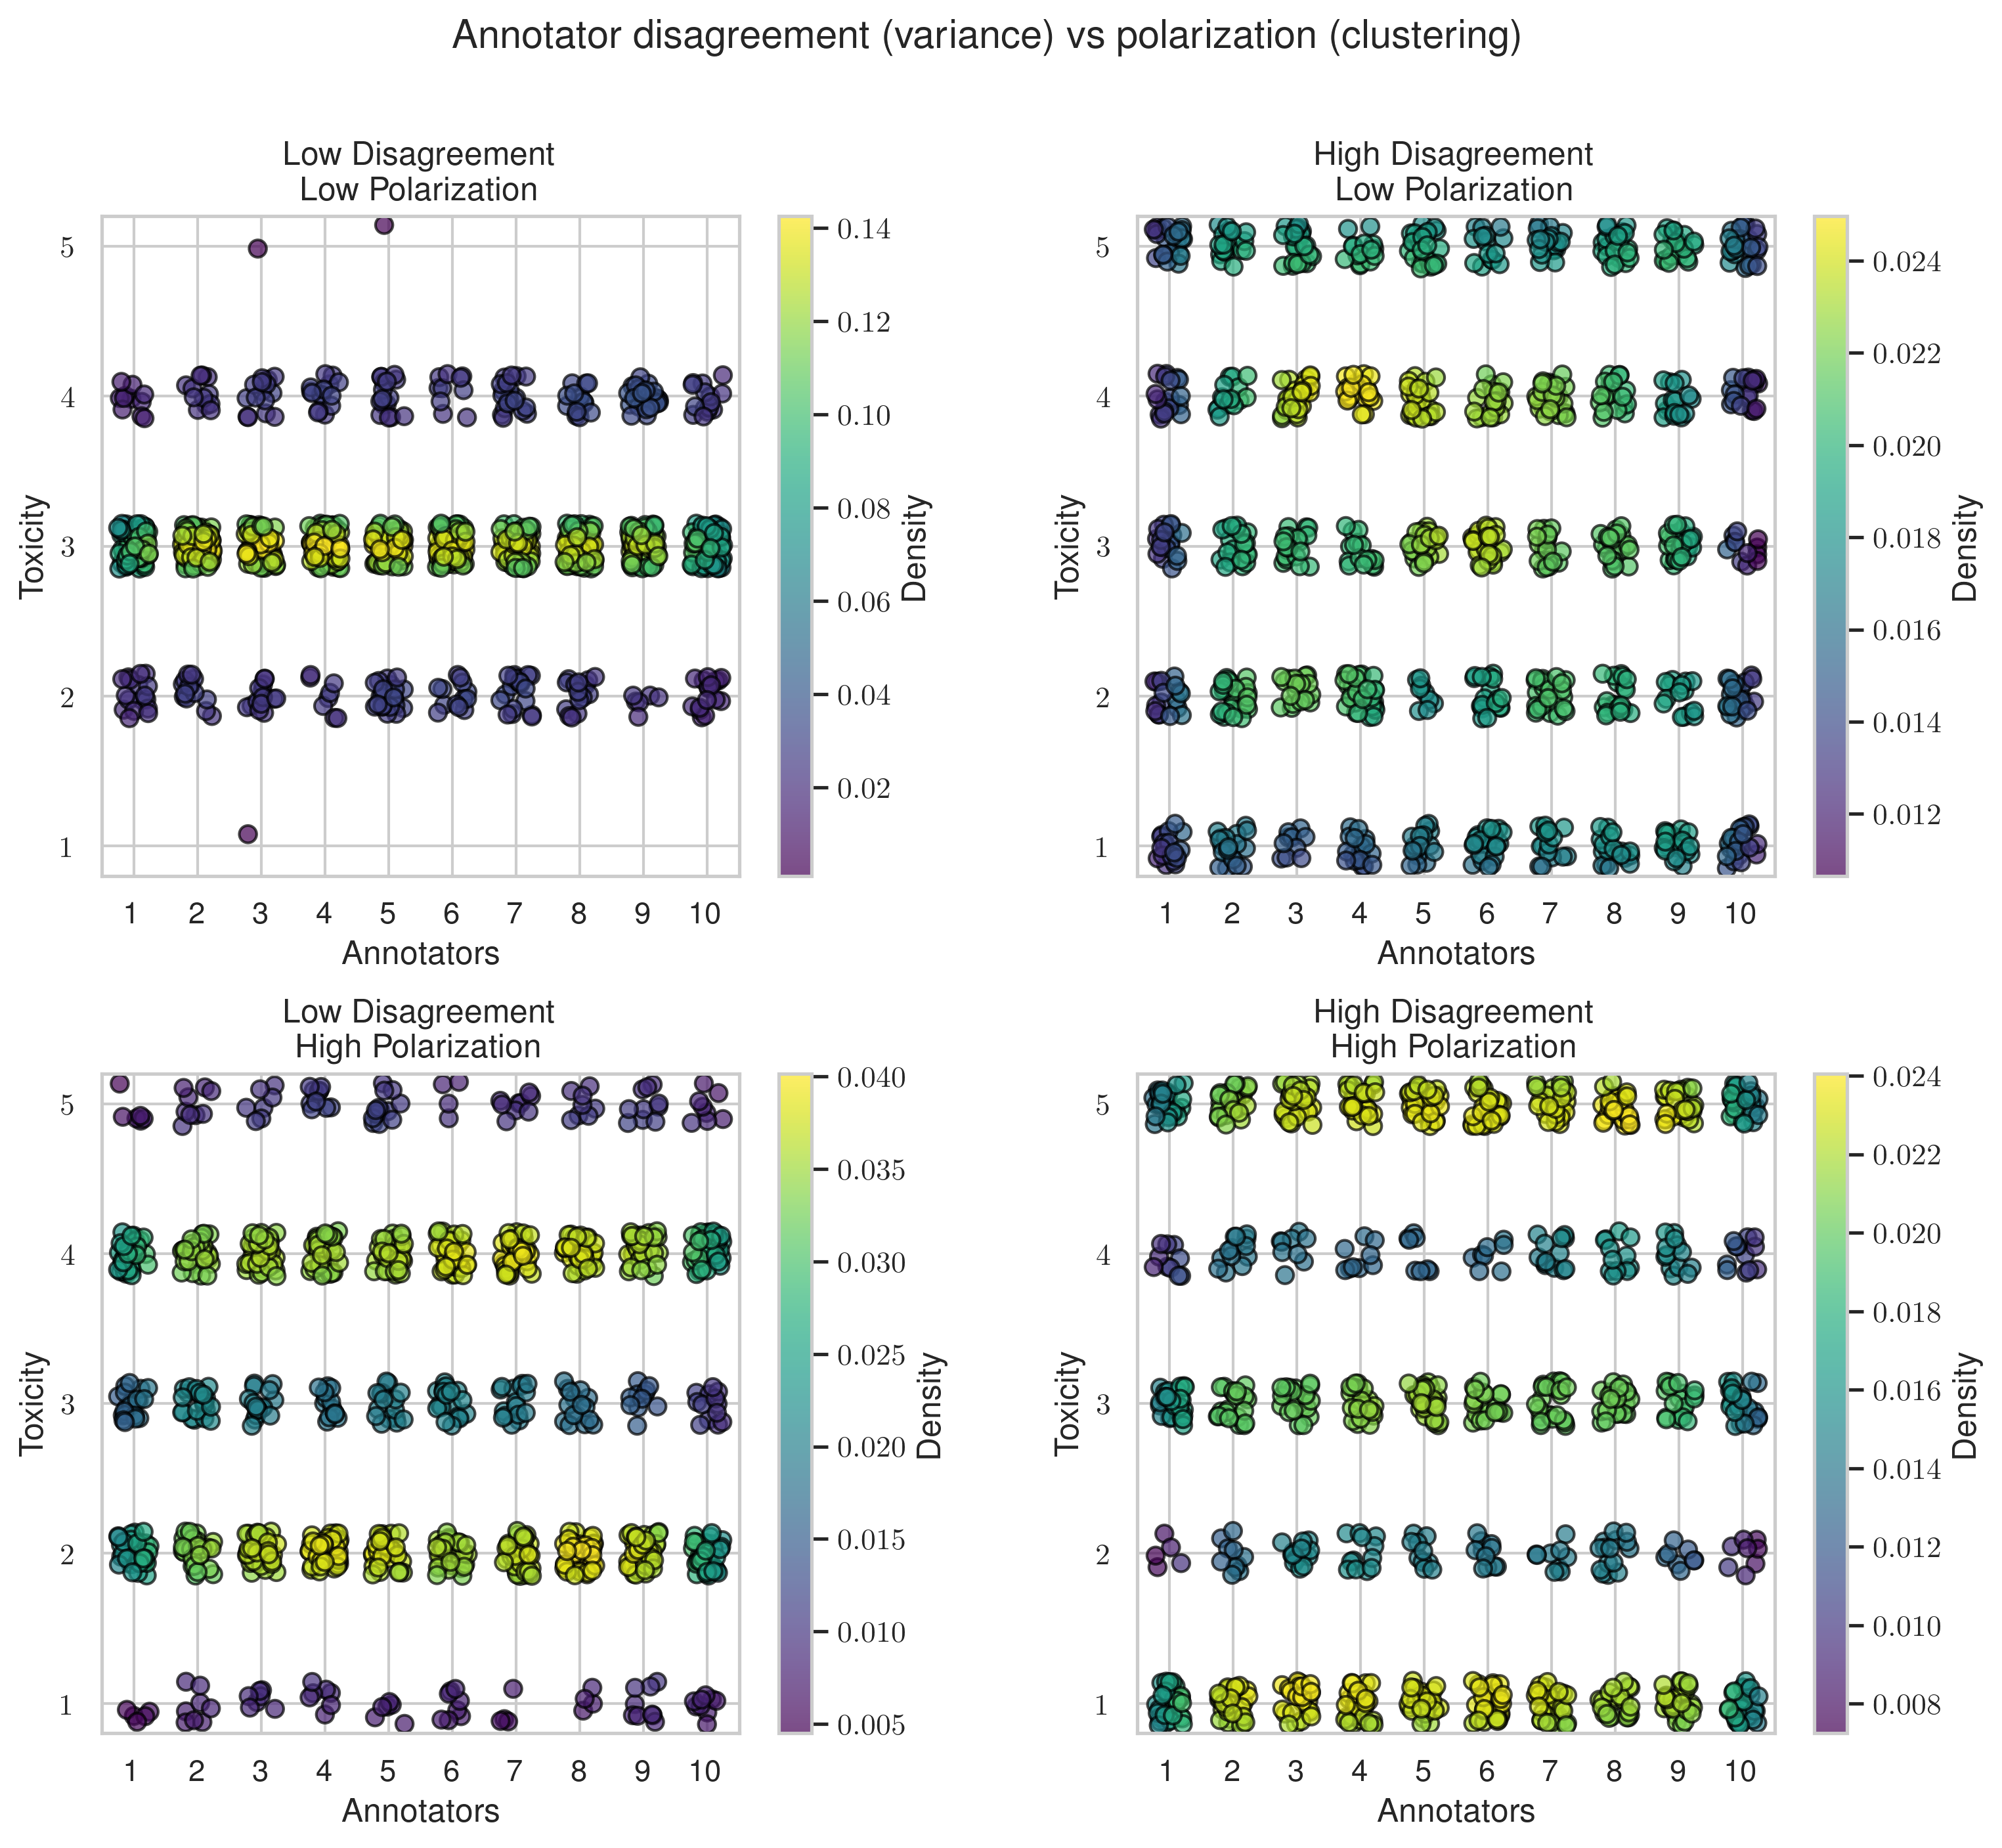 Annotator disagreement (variance) vs polarization (clustering)
Low Disagreement
Low Polarization
5
4
3
2
1
Toxicity
1 2 3 4 5 6 7 8 9 10
Annotators
0.14
0.12
0.10
0.08
0.06
0.04
0.02
Density
High Disagreement
Low Polarization
5
4
3
2
1
Toxicity
1 2 3 4 5 6 7 8 9 10
Annotators
0.024
0.022
0.020
0.018
0.016
0.014
0.012
Density
Low Disagreement
High Polarization
5
4
3
2
1
Toxicity
1 2 3 4 5 6 7 8 9 10
Annotators
0.040
0.035
0.030
0.025
0.020
0.015
0.010
0.005
Density
High Disagreement
High Polarization
5
4
3
2
1
Toxicity
1 2 3 4 5 6 7 8 9 10
Annotators
0.024
0.022
0.020
0.018
0.016
0.014
0.012
0.010
0.008
Density